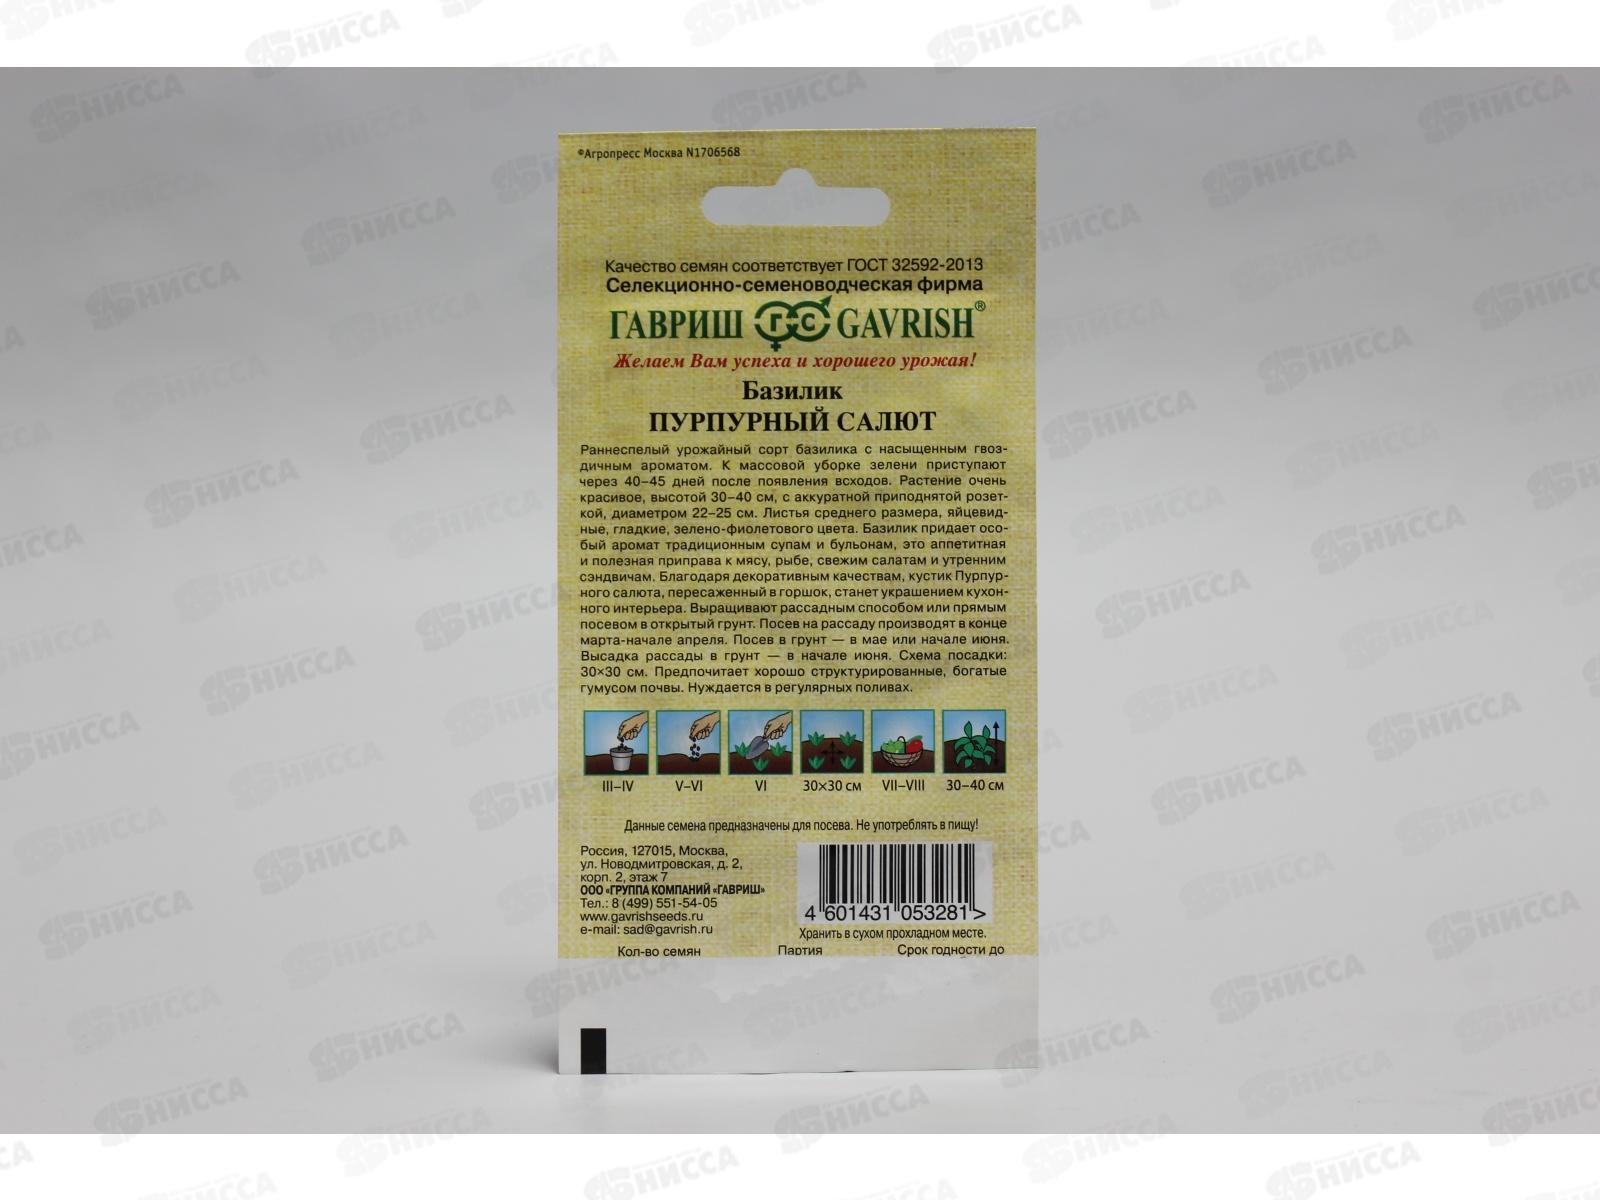 ©Агропресс Москва N1706568
Качество семян соответствует ГОСТ 32592-2013
Селекционно-семеноводческая фирма
ГАВРИШ ГС GAVRISH®
Желаем Вам успеха и хорошего урожая!
Базилик
ПУРПУРНЫЙ САЛЮТ
Раннеспелый урожайный сорт базилика с насыщенным гвоз-
дичным ароматом. К массовой уборке зелени приступают
через 40–45 дней после появления всходов. Растение очень
красивое, высотой 30–40 см, с аккуратной приподнятой розет-
кой, диаметром 22–25 см. Листья среднего размера, яйцевид-
ные, гладкие, зелено-фиолетового цвета. Базилик придает осо-
бый аромат традиционным супам и бульонам, это аппетитная
и полезная приправа к мясу, рыбе, свежим салатам и утренним
сэндвичам. Благодаря декоративным качествам, кустик Пурпур-
ного салюта, пересаженный в горшок, станет украшением кухон-
ного интерьера. Выращивают рассадным способом или прямым
посевом в открытый грунт. Посев на рассаду производят в конце
марта-начале апреля. Посев в грунт — в мае или начале июня.
Высадка рассады в грунт — в начале июня. Схема посадки:
30×30 см. Предпочитает хорошо структурированные, богатые
гумусом почвы. Нуждается в регулярных поливах.
III–IV V–VI VI 30×30 см VII–VIII 30–40 см
Данные семена предназначены для посева. Не употреблять в пищу!
Россия, 127015, Москва,
ул. Новодмитровская, д. 2,
корп. 2, этаж 7
ООО «ГРУППА КОМПАНИЙ «ГАВРИШ»
Тел.: 8 (499) 551-54-05
www.gavrishseeds.ru
e-mail: sad@gavrish.ru
4 601431 053281 >
Хранить в сухом прохладном месте.
Кол-во семян Партия Срок годности до
НИССА